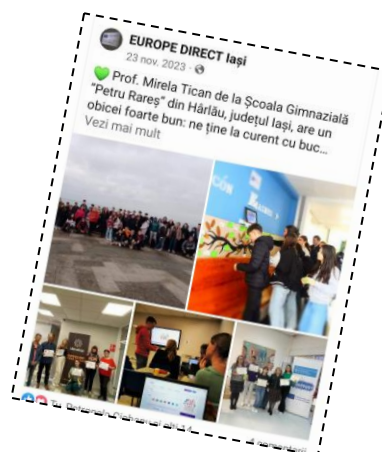 EUROPE DIRECT Iași
23 nov. 2023
💚 Prof. Mirela Tican de la Școala Gimnazială
"Petru Rareș" din Hârlău, județul Iași, are un
obicei foarte bun: ne ține la curent cu buc...
Vezi mai mult
CIÓN